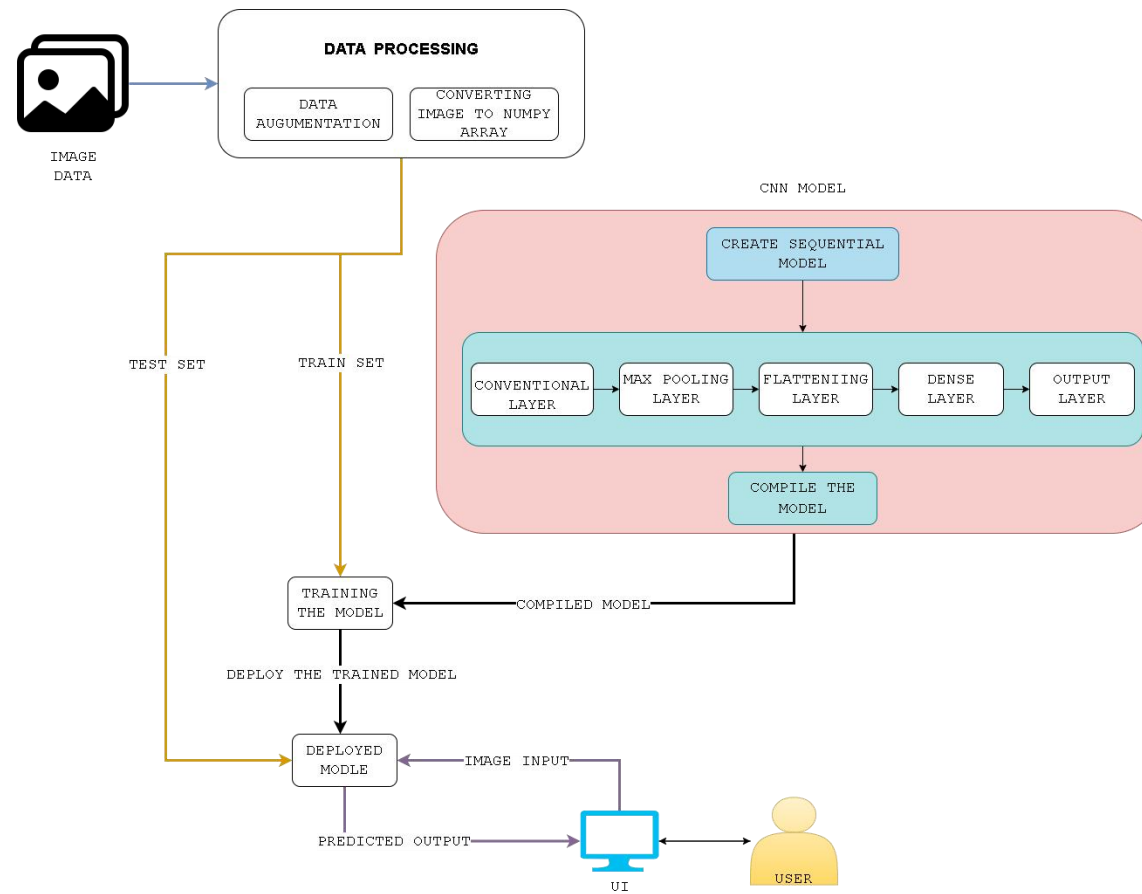 DATA PROCESSING
DATA
AUGUMENTATION
CONVERTING
IMAGE TO NUMPY
ARRAY
IMAGE
DATA
CNN MODEL
CREATE SEQUENTIAL
MODEL
TEST SET
TRAIN SET
CONVENTIONAL
LAYER
MAX POOLING
LAYER
FLATTENIING
LAYER
DENSE
LAYER
OUTPUT
LAYER
COMPILE THE
MODEL
TRAINING
THE MODEL
COMPILED MODEL
DEPLOY THE TRAINED MODEL
DEPLOYED
MODLE
IMAGE INPUT
PREDICTED OUTPUT
UI
USER